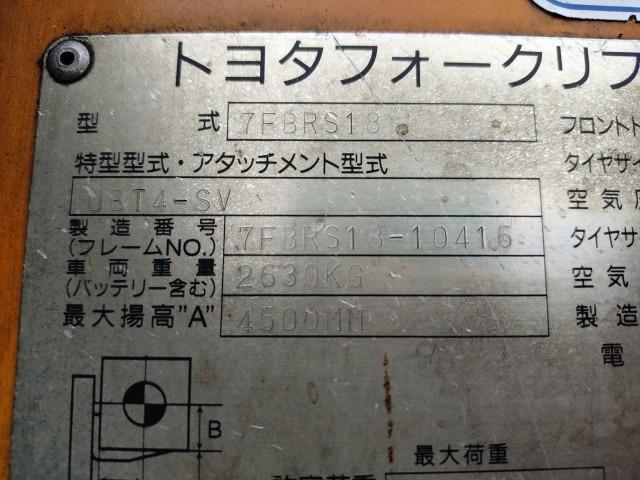 トヨタフォークリフ
型 式 7FBRS18
フロント
特型型式・アタッチメント型式
タイヤサイ
UBT4-SV
空気
製造番号
(フレームNO.)
7FBRS18-10416
タイヤサ
車両重量
(バッテリー含む)
2630KG
空気
最大揚高"A"
4500MM
製造
電
B
最大荷重
許容荷重